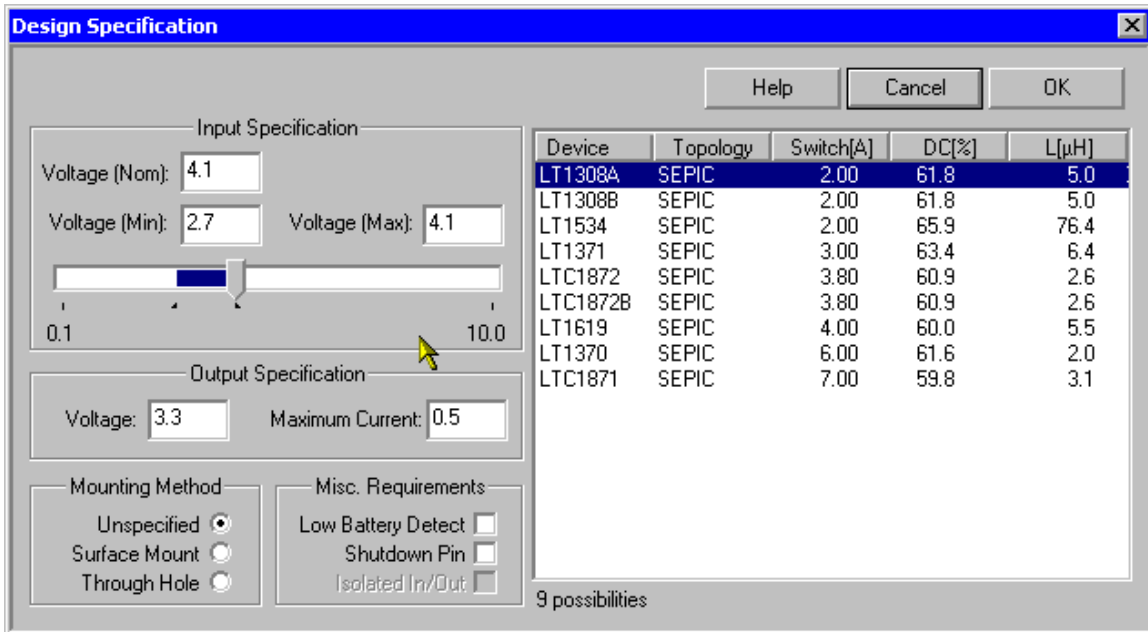 Design Specification
Help Cancel OK
Input Specification
Voltage (Nom): 4.1
Voltage (Min): 2.7 Voltage (Max): 4.1
0.1 10.0
Output Specification
Voltage: 3.3 Maximum Current: 0.5
Mounting Method
Unspecified
Surface Mount
Through Hole
Misc. Requirements
Low Battery Detect
Shutdown Pin
Isolated In/Out
Device Topology Switch[A] DC[%] L[µH]
LT1308A SEPIC 2.00 61.8 5.0
LT1308B SEPIC 2.00 61.8 5.0
LT1534 SEPIC 2.00 65.9 76.4
LT1371 SEPIC 3.00 63.4 6.4
LTC1872 SEPIC 3.80 60.9 2.6
LTC1872B SEPIC 3.80 60.9 2.6
LT1619 SEPIC 4.00 60.0 5.5
LT1370 SEPIC 6.00 61.6 2.0
LTC1871 SEPIC 7.00 59.8 3.1
9 possibilities